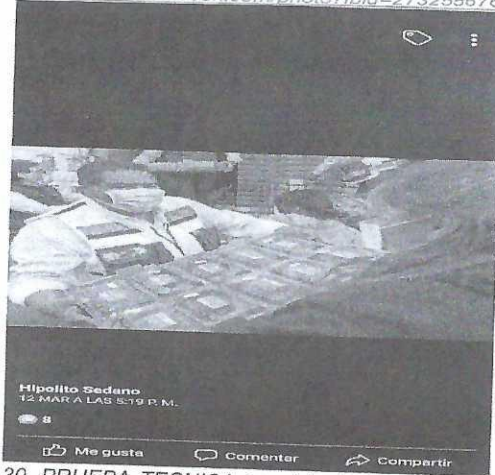 Hipolito Sedano
12 MAR A LAS 5:19 P. M.
8
Me gusta
Comentar
Compartir
30. PRUEBA TECNICA